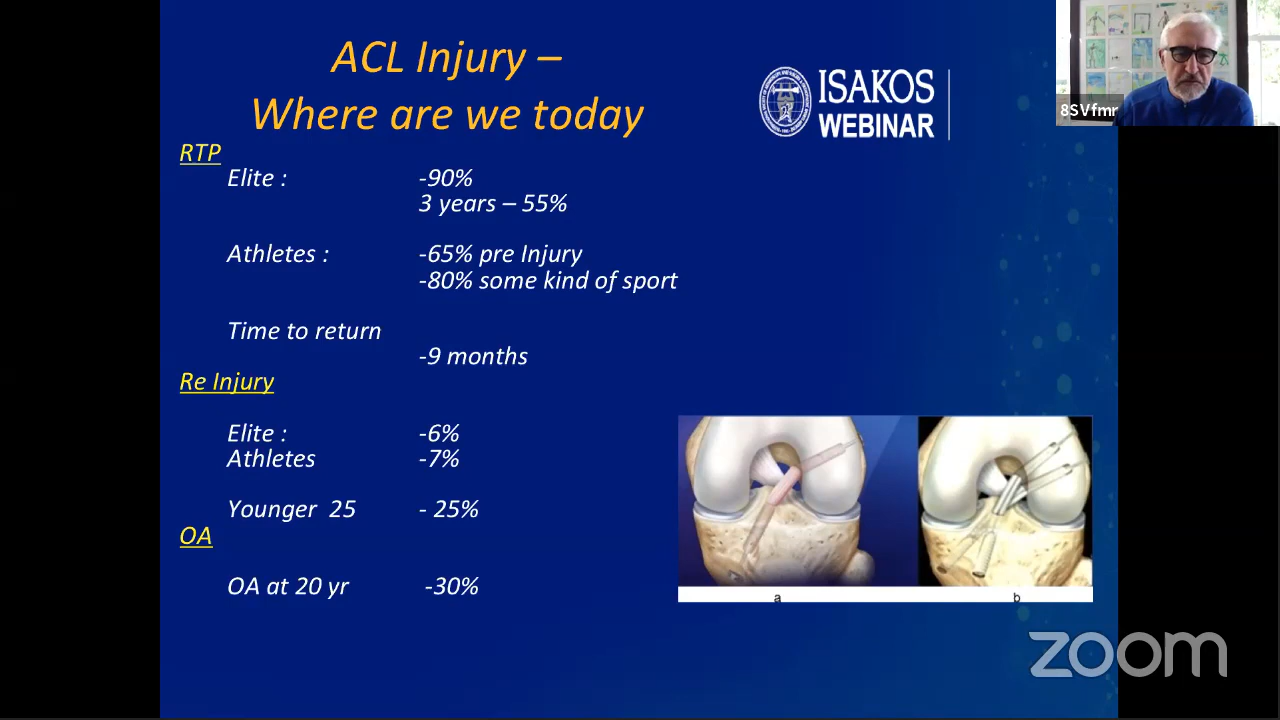 ACL Injury –
Where are we today
ISAKOS
WEBINAR
8SVfmr
RTP
Elite : -90%
3 years – 55%
Athletes : -65% pre Injury
-80% some kind of sport
Time to return
-9 months
Re Injury
Elite : -6%
Athletes -7%
Younger 25 - 25%
OA
OA at 20 yr -30%
a b
zoom